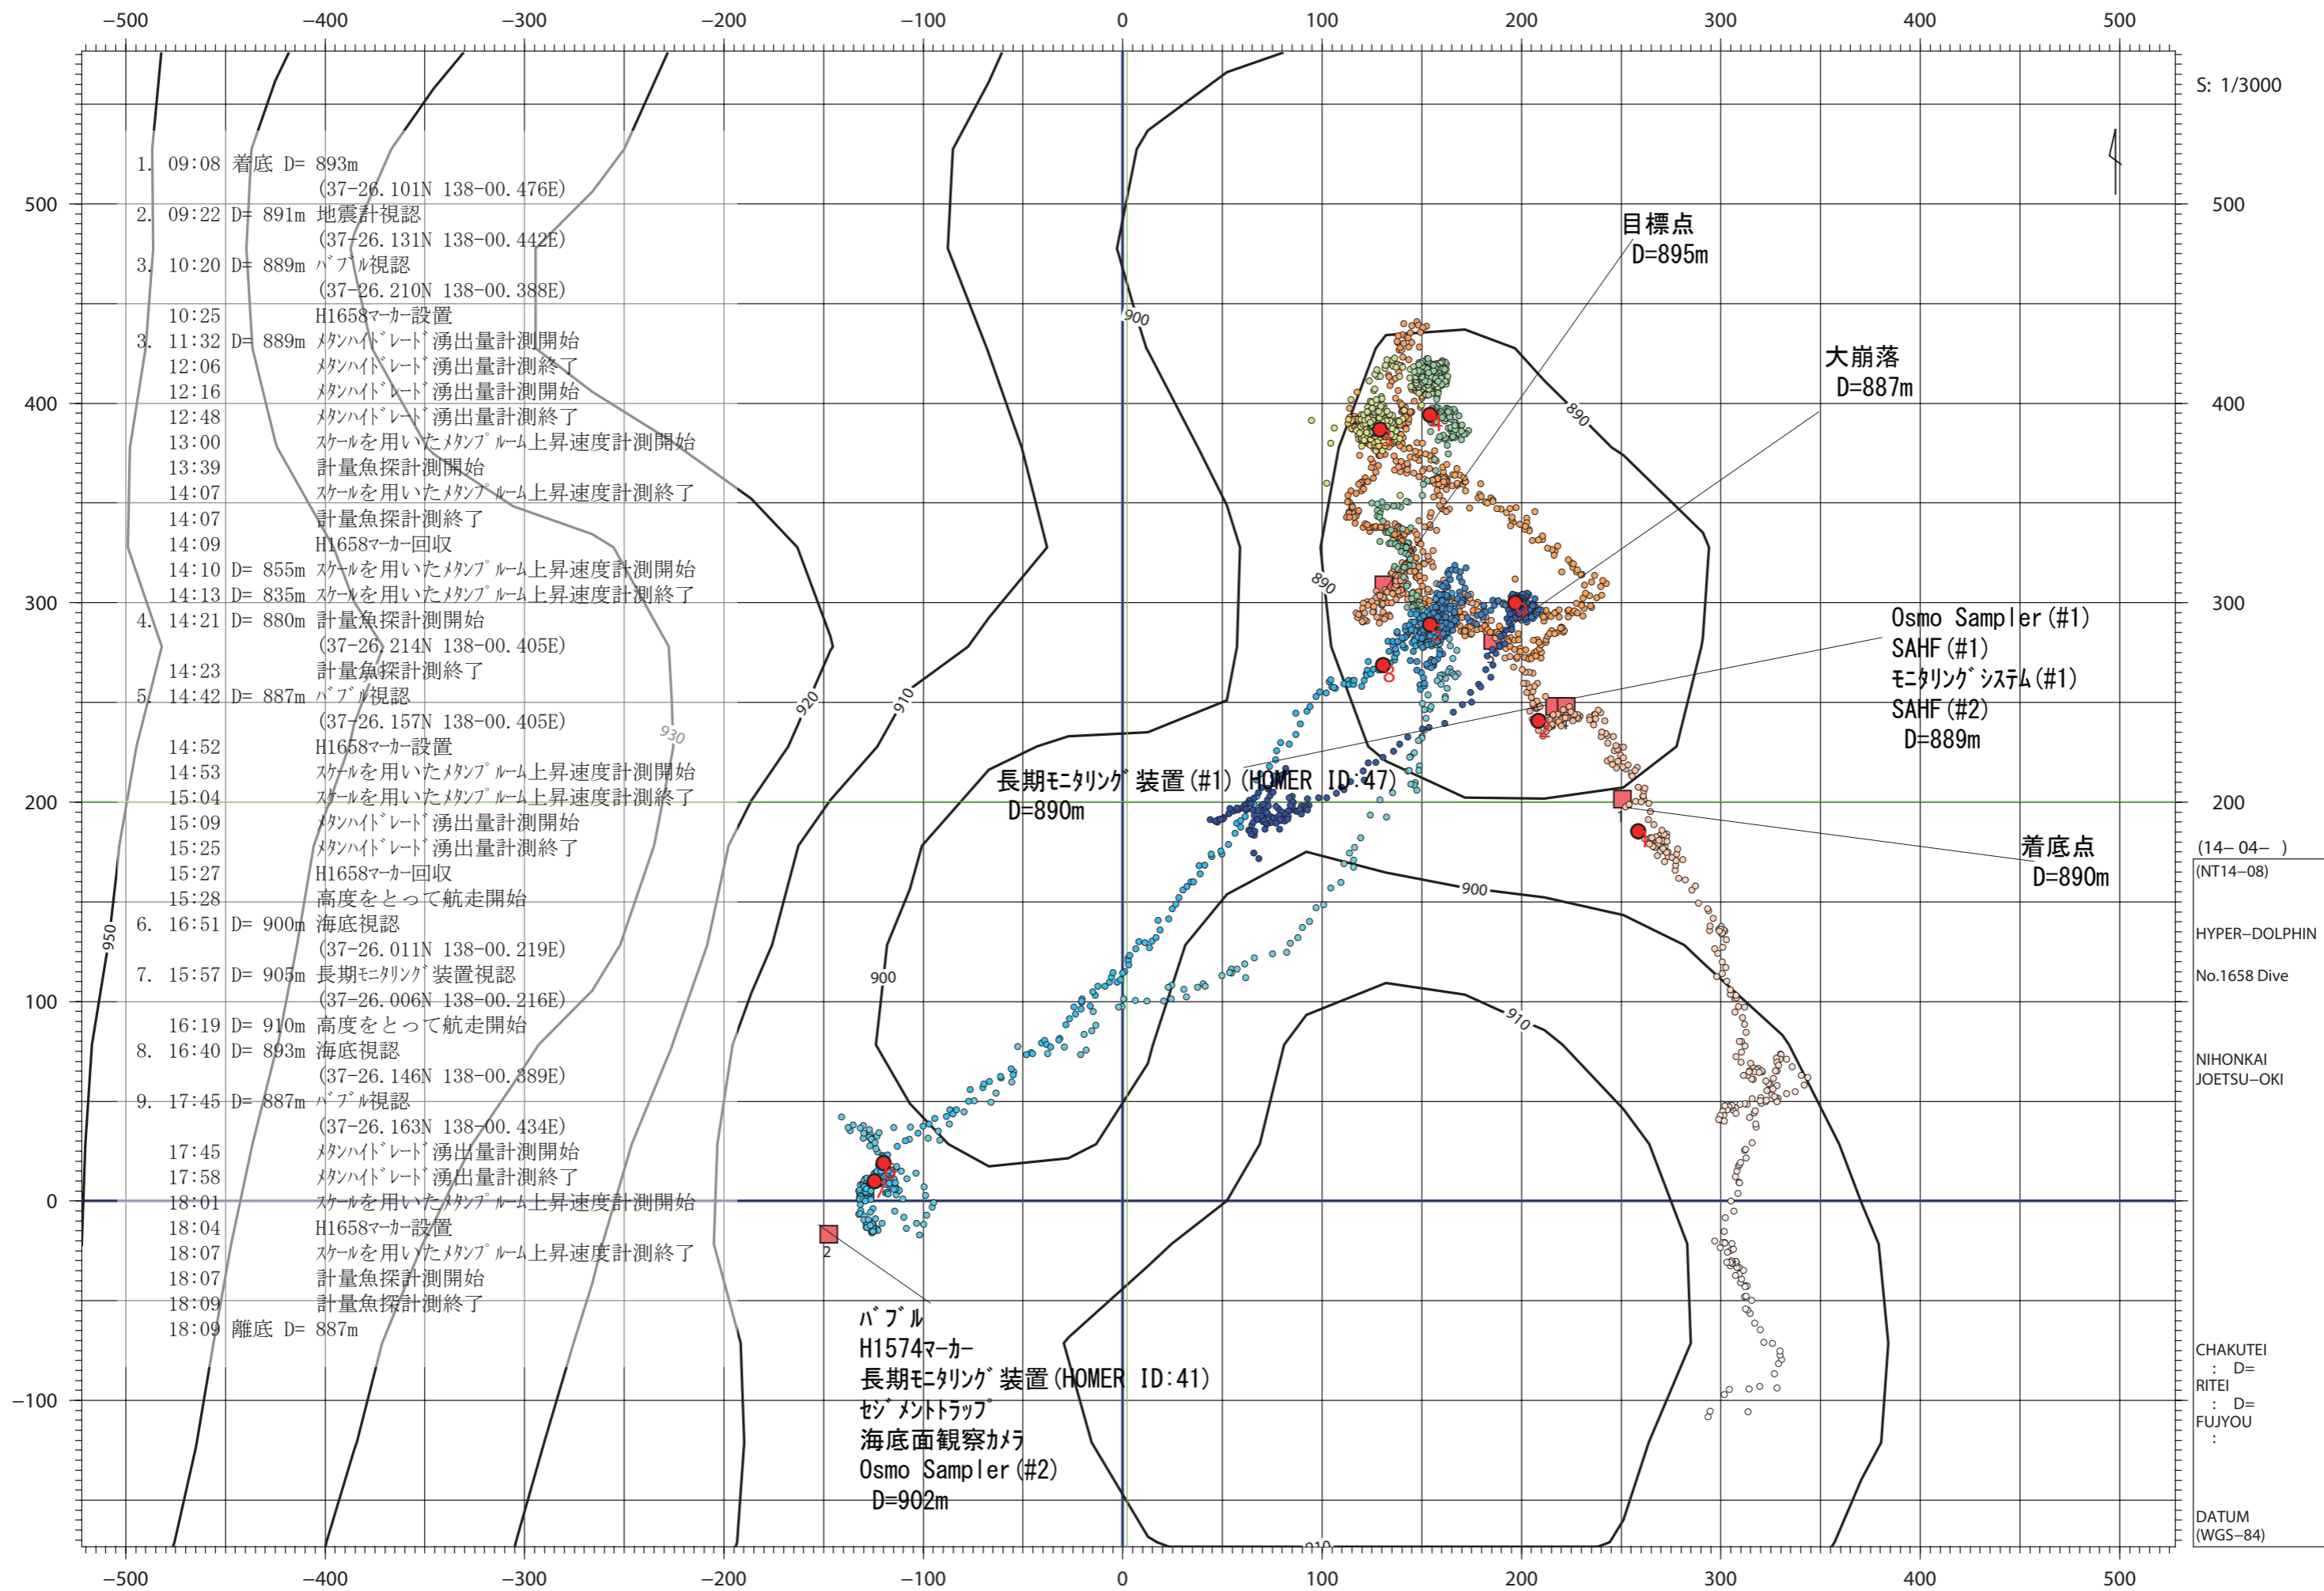 −500 −400 −300 −200 −100 0 100 200 300 400 500
S: 1/3000
1. 09:08 着底 D= 893m
(37-26.101N 138-00.476E)
2. 09:22 D= 891m 地震計視認
(37-26.131N 138-00.442E)
3. 10:20 D= 889m ﾊﾞﾌﾞﾙ視認
(37-26.210N 138-00.388E)
10:25 H1658ﾏｰｶｰ設置
3. 11:32 D= 889m ﾒﾀﾝﾊｲﾄﾞﾚｰﾄﾞ湧出量計測開始
12:06 ﾒﾀﾝﾊｲﾄﾞﾚｰﾄﾞ湧出量計測終了
12:16 ﾒﾀﾝﾊｲﾄﾞﾚｰﾄﾞ湧出量計測開始
12:48 ﾒﾀﾝﾊｲﾄﾞﾚｰﾄﾞ湧出量計測終了
13:00 ｽｹｰﾙを用いたﾒﾀﾝﾌﾟﾙｰﾑ上昇速度計測開始
13:39 計量魚探計測開始
14:07 ｽｹｰﾙを用いたﾒﾀﾝﾌﾟﾙｰﾑ上昇速度計測終了
14:07 計量魚探計測終了
14:09 H1658ﾏｰｶｰ回収
14:10 D= 855m ｽｹｰﾙを用いたﾒﾀﾝﾌﾟﾙｰﾑ上昇速度計測開始
14:13 D= 835m ｽｹｰﾙを用いたﾒﾀﾝﾌﾟﾙｰﾑ上昇速度計測終了
4. 14:21 D= 880m 計量魚探計測開始
(37-26.214N 138-00.405E)
14:23 計量魚探計測終了
5. 14:42 D= 887m ﾊﾞﾌﾞﾙ視認
(37-26.157N 138-00.405E)
14:52 H1658ﾏｰｶｰ設置
14:53 ｽｹｰﾙを用いたﾒﾀﾝﾌﾟﾙｰﾑ上昇速度計測開始
15:04 ｽｹｰﾙを用いたﾒﾀﾝﾌﾟﾙｰﾑ上昇速度計測終了
15:09 ﾒﾀﾝﾊｲﾄﾞﾚｰﾄﾞ湧出量計測開始
15:25 ﾒﾀﾝﾊｲﾄﾞﾚｰﾄﾞ湧出量計測終了
15:27 H1658ﾏｰｶｰ回収
15:28 高度をとって航走開始
6. 16:51 D= 900m 海底視認
(37-26.011N 138-00.219E)
7. 15:57 D= 905m 長期ﾓﾆﾀﾘﾝｸﾞ装置視認
(37-26.006N 138-00.216E)
16:19 D= 910m 高度をとって航走開始
8. 16:40 D= 893m 海底視認
(37-26.146N 138-00.389E)
9. 17:45 D= 887m ﾊﾞﾌﾞﾙ視認
(37-26.163N 138-00.434E)
17:45 ﾒﾀﾝﾊｲﾄﾞﾚｰﾄﾞ湧出量計測開始
17:58 ﾒﾀﾝﾊｲﾄﾞﾚｰﾄﾞ湧出量計測終了
18:01 ｽｹｰﾙを用いたﾒﾀﾝﾌﾟﾙｰﾑ上昇速度計測開始
18:04 H1658ﾏｰｶｰ設置
18:07 ｽｹｰﾙを用いたﾒﾀﾝﾌﾟﾙｰﾑ上昇速度計測終了
18:07 計量魚探計測開始
18:09 計量魚探計測終了
18:09 離底 D= 887m
500
400
300
200
100
0
−100
目標点
D=895m
大崩落
D=887m
Osmo Sampler(#1)
SAHF(#1)
ﾓﾆﾀﾘﾝｸﾞｼｽﾃﾑ(#1)
SAHF(#2)
D=889m
長期ﾓﾆﾀﾘﾝｸﾞ装置(#1)(HOMER ID:47)
D=890m
着底点
D=890m
ﾊﾞﾌﾞﾙ
H1574ﾏｰｶｰ
長期ﾓﾆﾀﾘﾝｸﾞ装置(HOMER ID:41)
ｾｼﾞﾒﾝﾄﾄﾗｯﾌﾟ
海底面観察ｶﾒﾗ
Osmo Sampler(#2)
D=902m
900
890
890
920
910
930
950
900
900
910
910
4
8
2
1
1
7
2
500
400
300
200
100
0
−100
(14− 04− )
(NT14−08)
HYPER−DOLPHIN
No.1658 Dive
NIHONKAI
JOETSU−OKI
CHAKUTEI
: D=
RITEI
: D=
FUJYOU
:
DATUM
(WGS−84)
−500 −400 −300 −200 −100 0 100 200 300 400 500